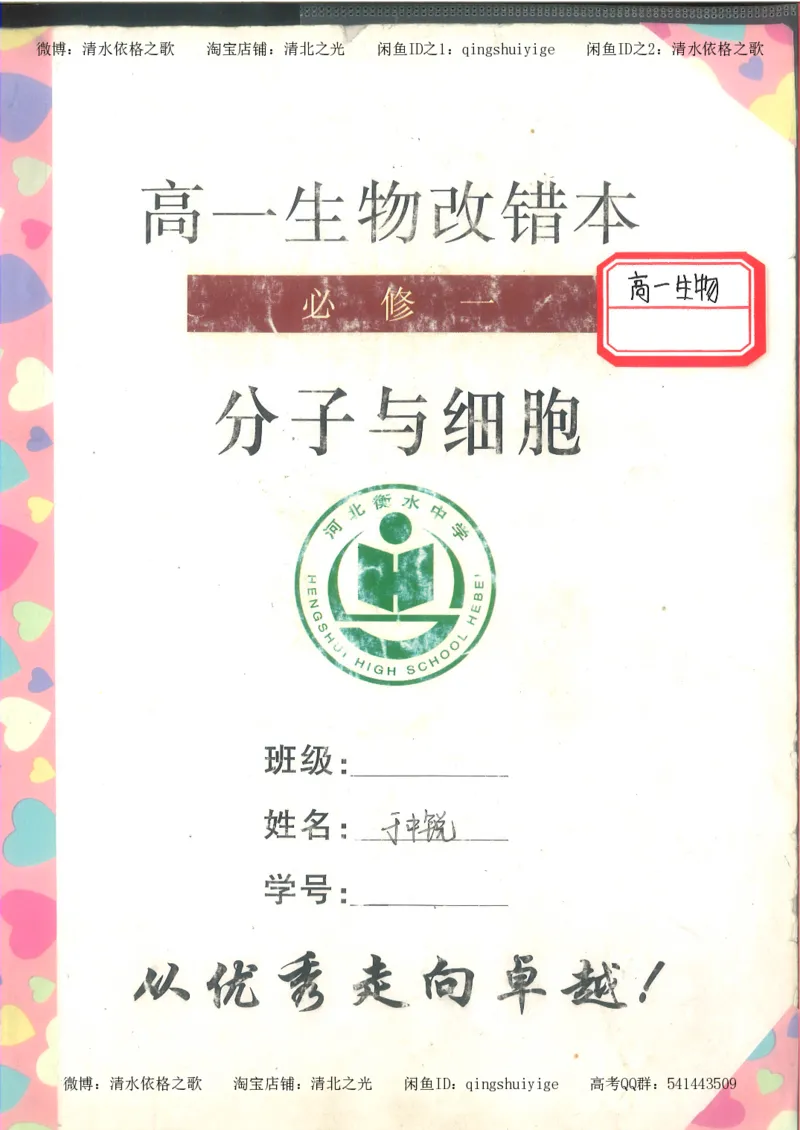 微博：清水依格之歌 淘宝店铺：清北之光 闲鱼ID之1：qingshuiyige 闲鱼ID之2：清水依格之歌
高一生物改错本
必修一
高一生物
分子与细胞
河北衡水中学
HENGSHUI HIGH SCHOOL HEBEI
班级：
姓名：于中锐
学号：
从优秀走向卓越！
微博：清水依格之歌 淘宝店铺：清北之光 闲鱼ID：qingshuiyige 高考QQ群：541443509